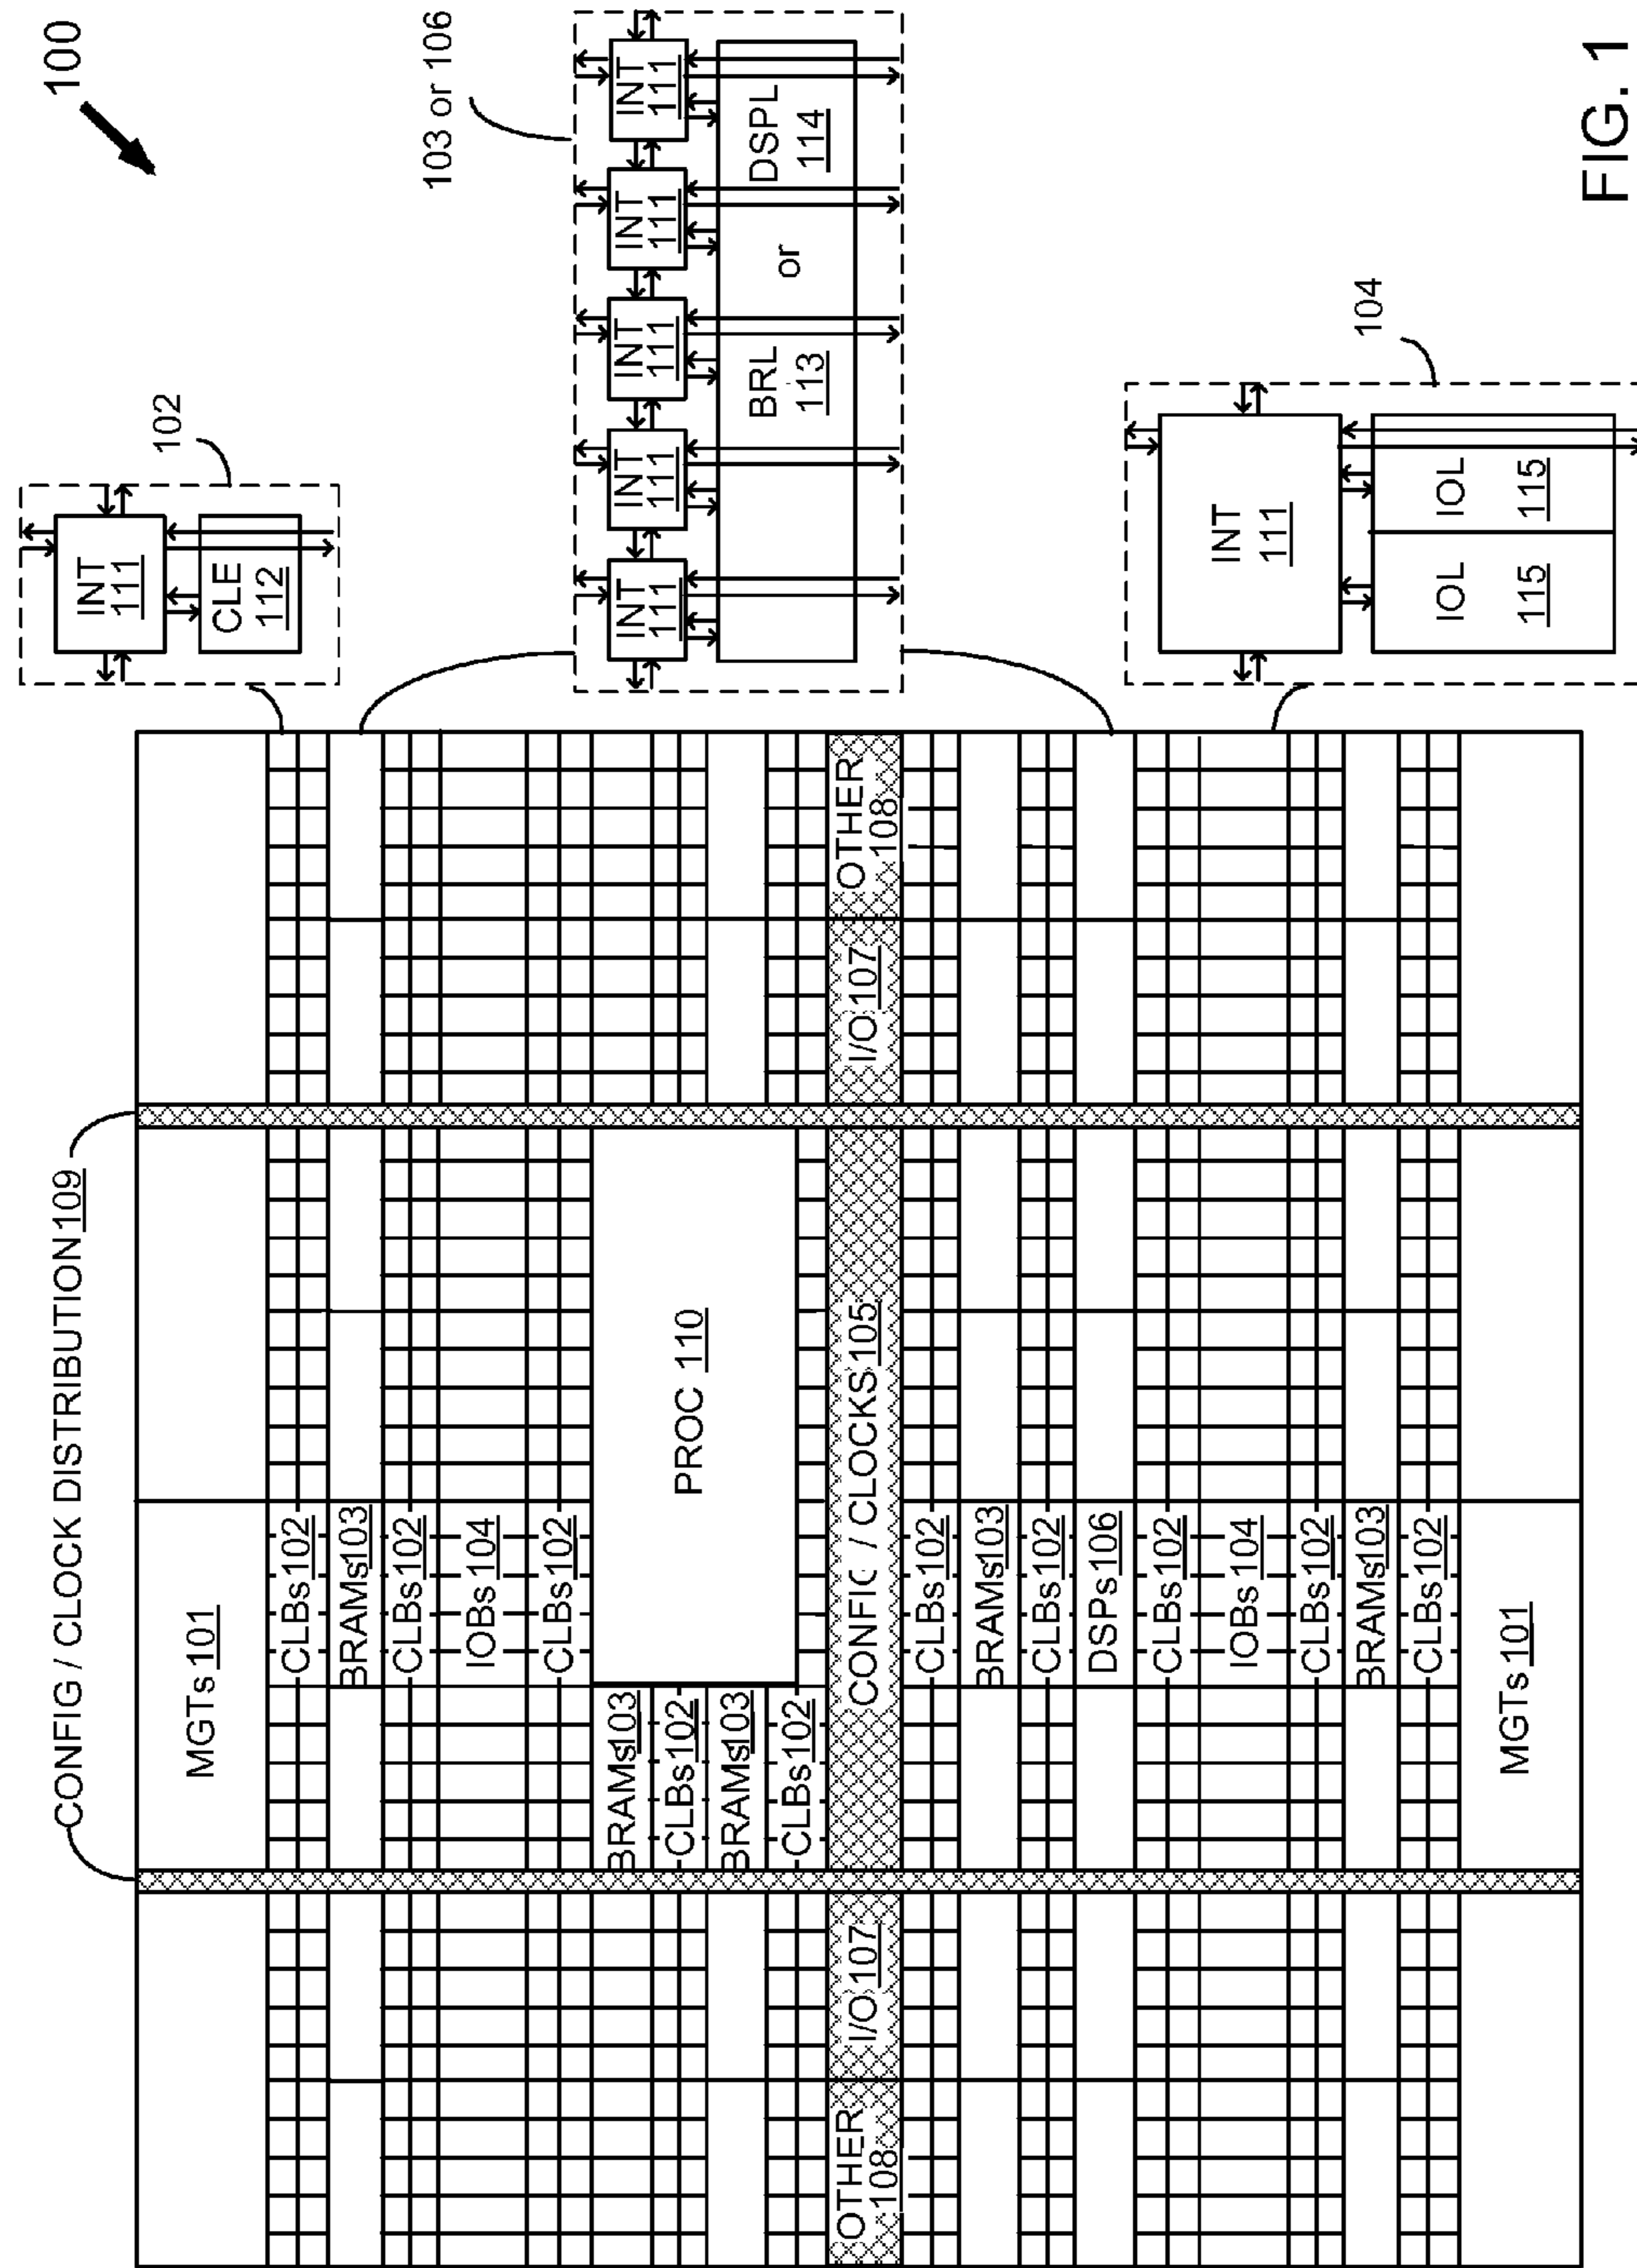 CONFIG / CLOCK DISTRIBUTION 109
100
MGTs 101
CLBs 102
BRAMs 103
CLBs 102
IOBs 104
CLBs 102
BRAMs 103
CLBs 102
BRAMs 103
CLBs 102
PROC 110
OTHER
108
I/O 107
CONFIG / CLOCKS 105
I/O 107
OTHER
108
CLBs 102
BRAMs 103
CLBs 102
DSPs 106
CLBs 102
IOBs 104
CLBs 102
BRAMs 103
CLBs 102
MGTs 101
102
INT
111
CLE
112
103 or 106
INT
111
INT
111
INT
111
INT
111
INT
111
BRL
113
or
DSPL
114
104
INT
111
IOL
115
IOL
115
FIG. 1